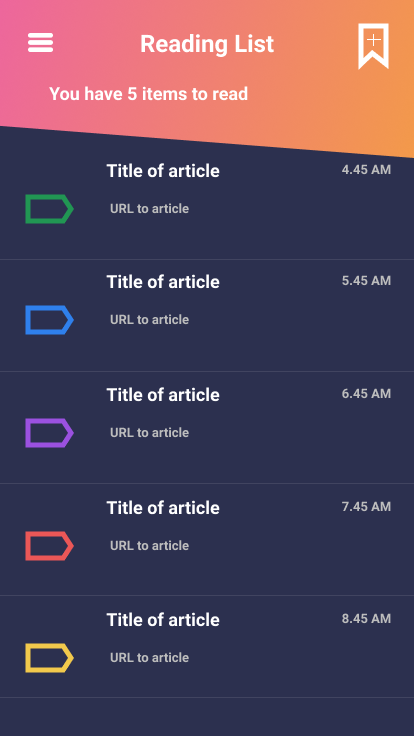 Reading List
You have 5 items to read
Title of article 4.45 AM
URL to article
Title of article 5.45 AM
URL to article
Title of article 6.45 AM
URL to article
Title of article 7.45 AM
URL to article
Title of article 8.45 AM
URL to article